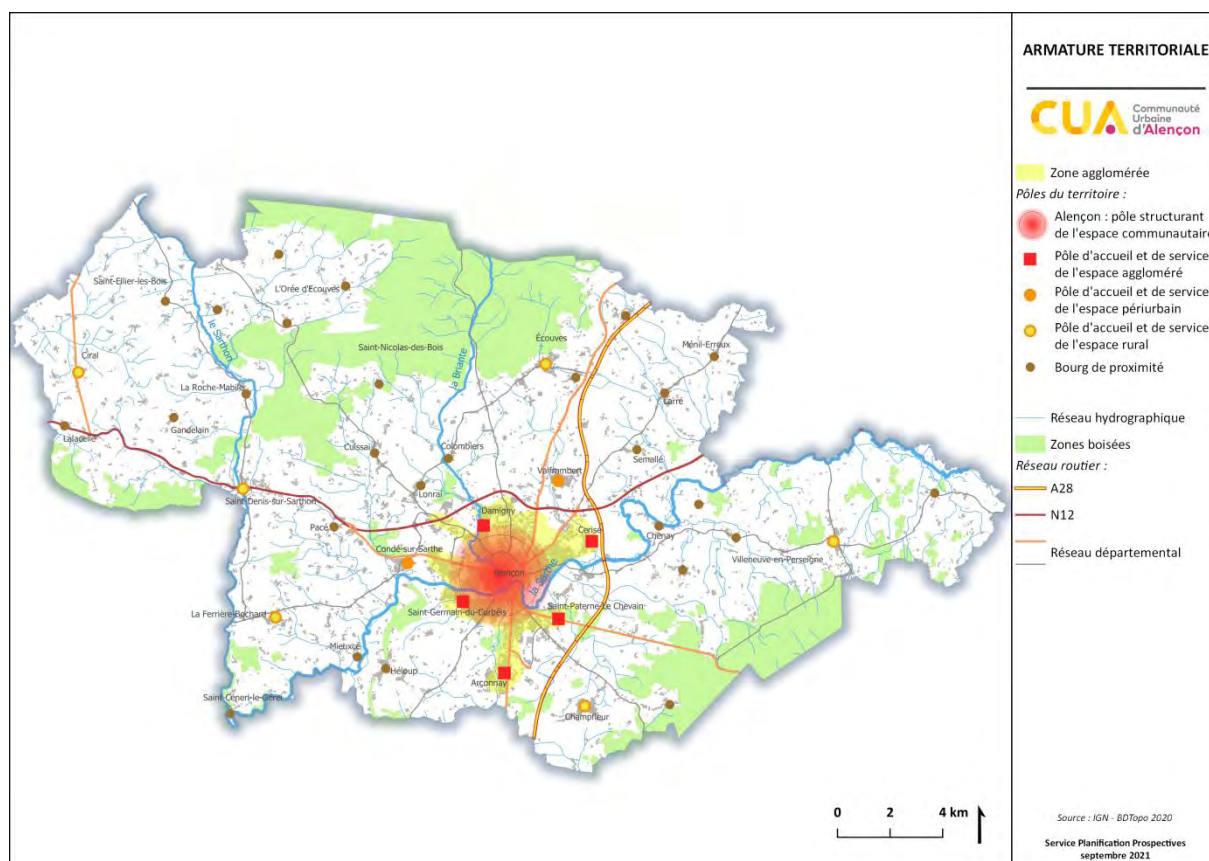 ARMATURE TERRITORIALE
CUA
Communauté
Urbaine
d'Alençon
Zone agglomérée
Pôles du territoire :
Alençon : pôle structurant
de l'espace communautaire
Pôle d'accueil et de service
de l'espace aggloméré
Pôle d'accueil et de service
de l'espace périurbain
Pôle d'accueil et de service
de l'espace rural
Bourg de proximité
Réseau hydrographique
Zones boisées
Réseau routier :
A28
N12
Réseau départemental
Source : IGN - BDTopo 2020
Service Planification Prospectives
septembre 2021
Saint-Ellier-les-Bois
L'Orée d'Ecouves
le Sarthon
Saint-Nicolas-des-Bois
la Briante
Écouves
Ménil-Erreux
Ciral
La Roche-Mabile
Larré
Gandelain
Lalacelle
Cuissai
Colombiers
Semallé
Valframbert
Lonrai
Saint-Denis-sur-Sarthon
Damigny
Pacé
Cerisé
Chenay
Condé-sur-Sarthe
Villeneuve-en-Perseigne
Alençon
la Sarthe
La Ferrière-Bochard
Saint-Germain-du-Corbéis
Saint-Paterne-Le Chevain
Mieuxcé
Héloup
Arçonnay
Saint-Céneri-le-Gérei
Champfleur
0 2 4 km